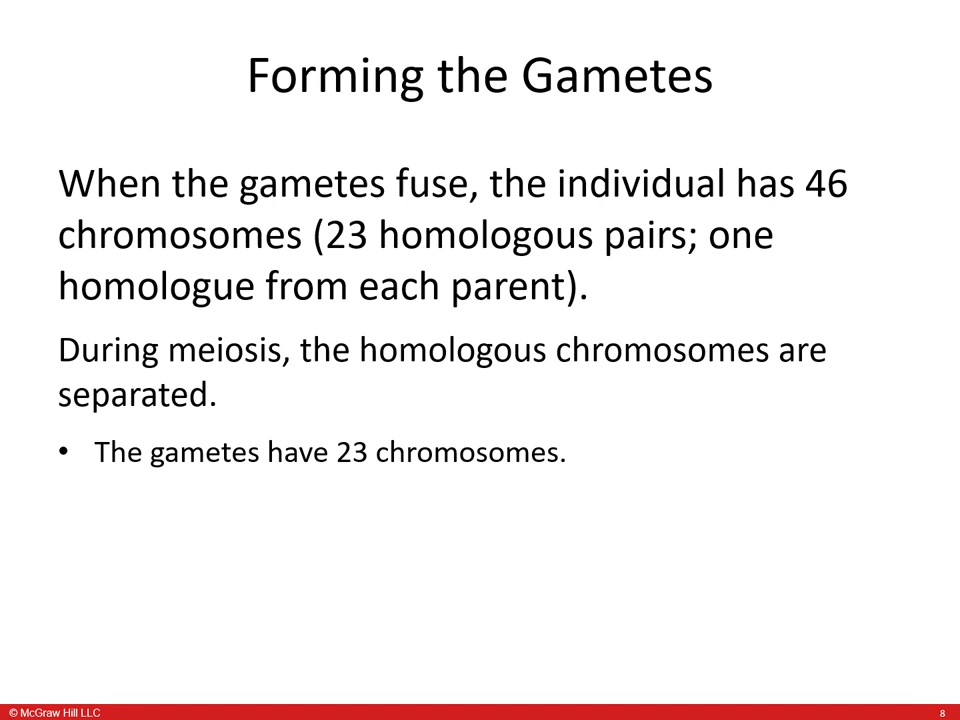 Forming the Gametes
When the gametes fuse, the individual has 46
chromosomes (23 homologous pairs; one
homologue from each parent).
During meiosis, the homologous chromosomes are
separated.
• The gametes have 23 chromosomes.
© McGraw Hill LLC
8